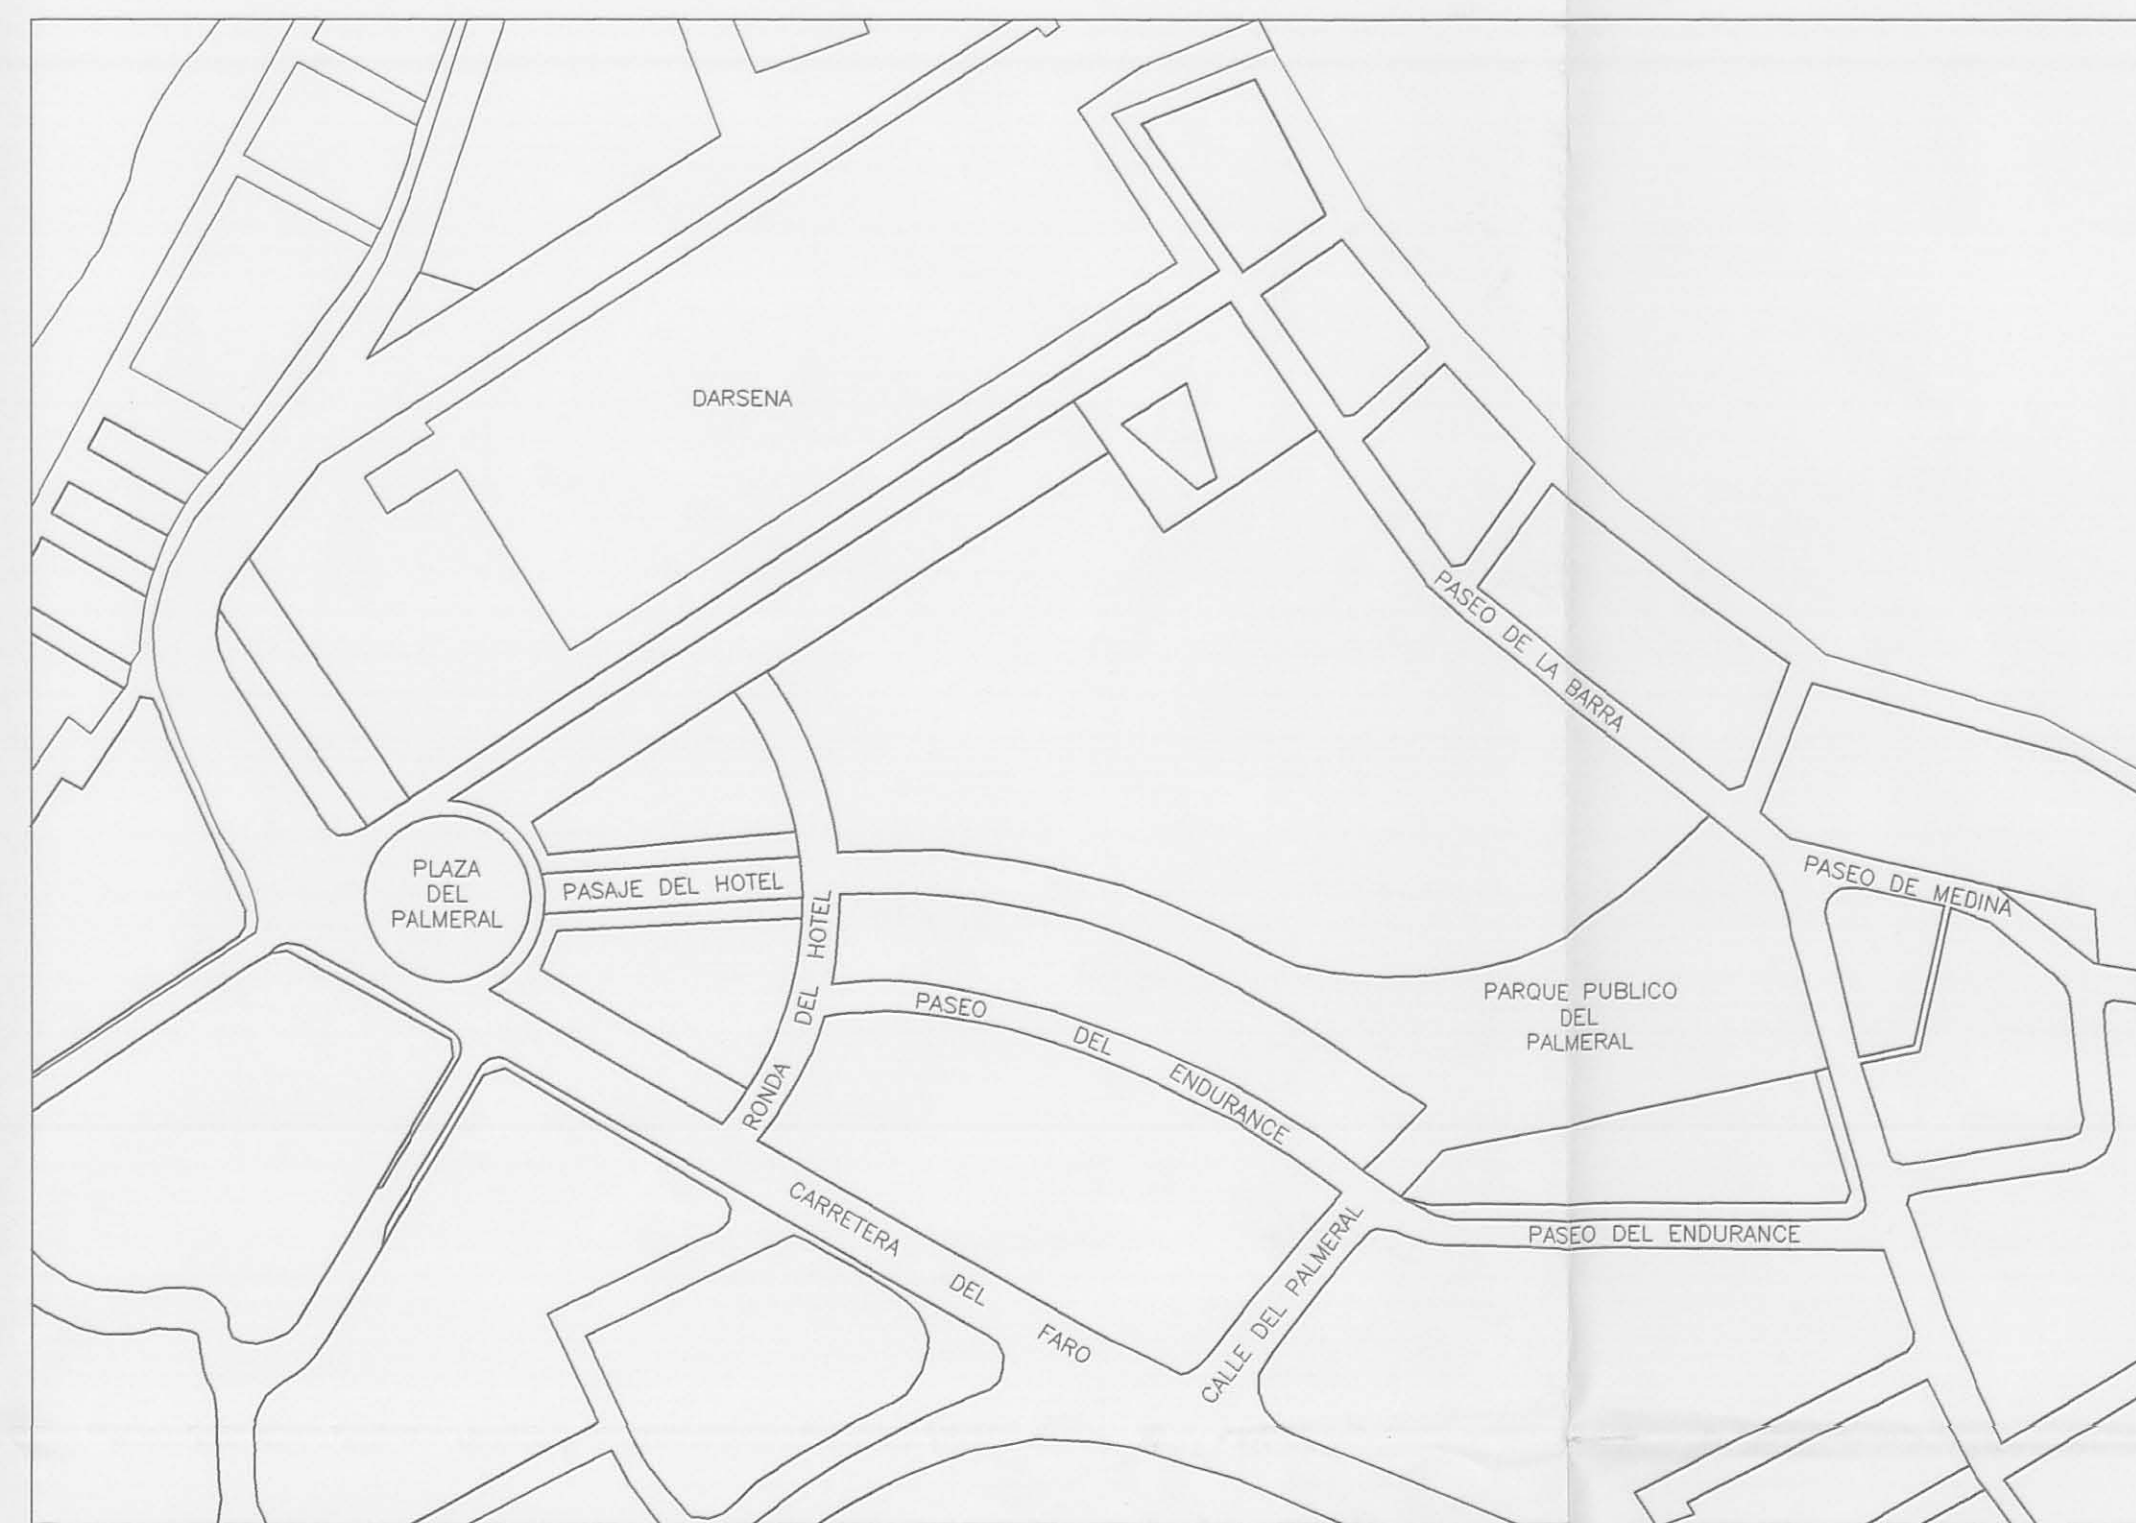 DARSENA
PASEO DE LA BARRA
PLAZA
DEL
PALMERAL
PASAJE DEL HOTEL
PASEO DE MEDINA
RONDA DEL HOTEL
PASEO DEL ENDURANCE
PARQUE PUBLICO
DEL
PALMERAL
CARRETERA DEL FARO
CALLE DEL PALMERAL
PASEO DEL ENDURANCE